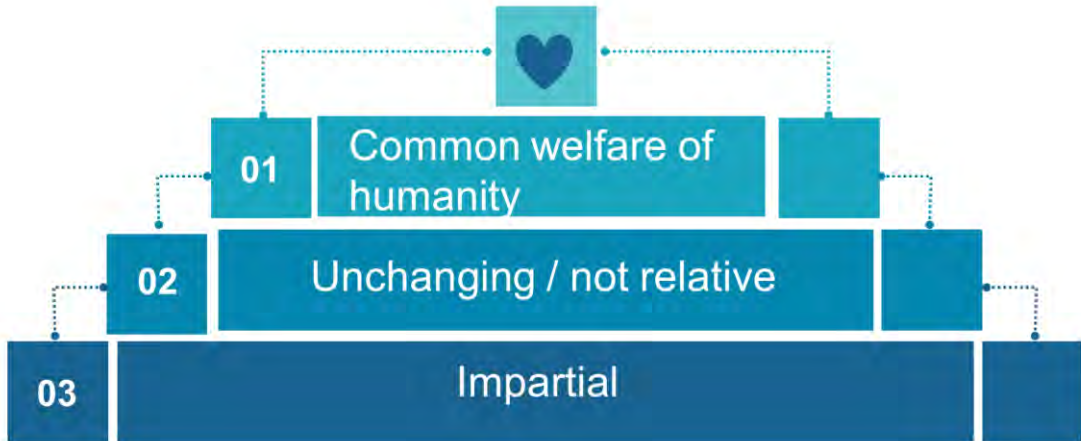 01
Common welfare of
humanity
02
Unchanging / not relative
03
Impartial